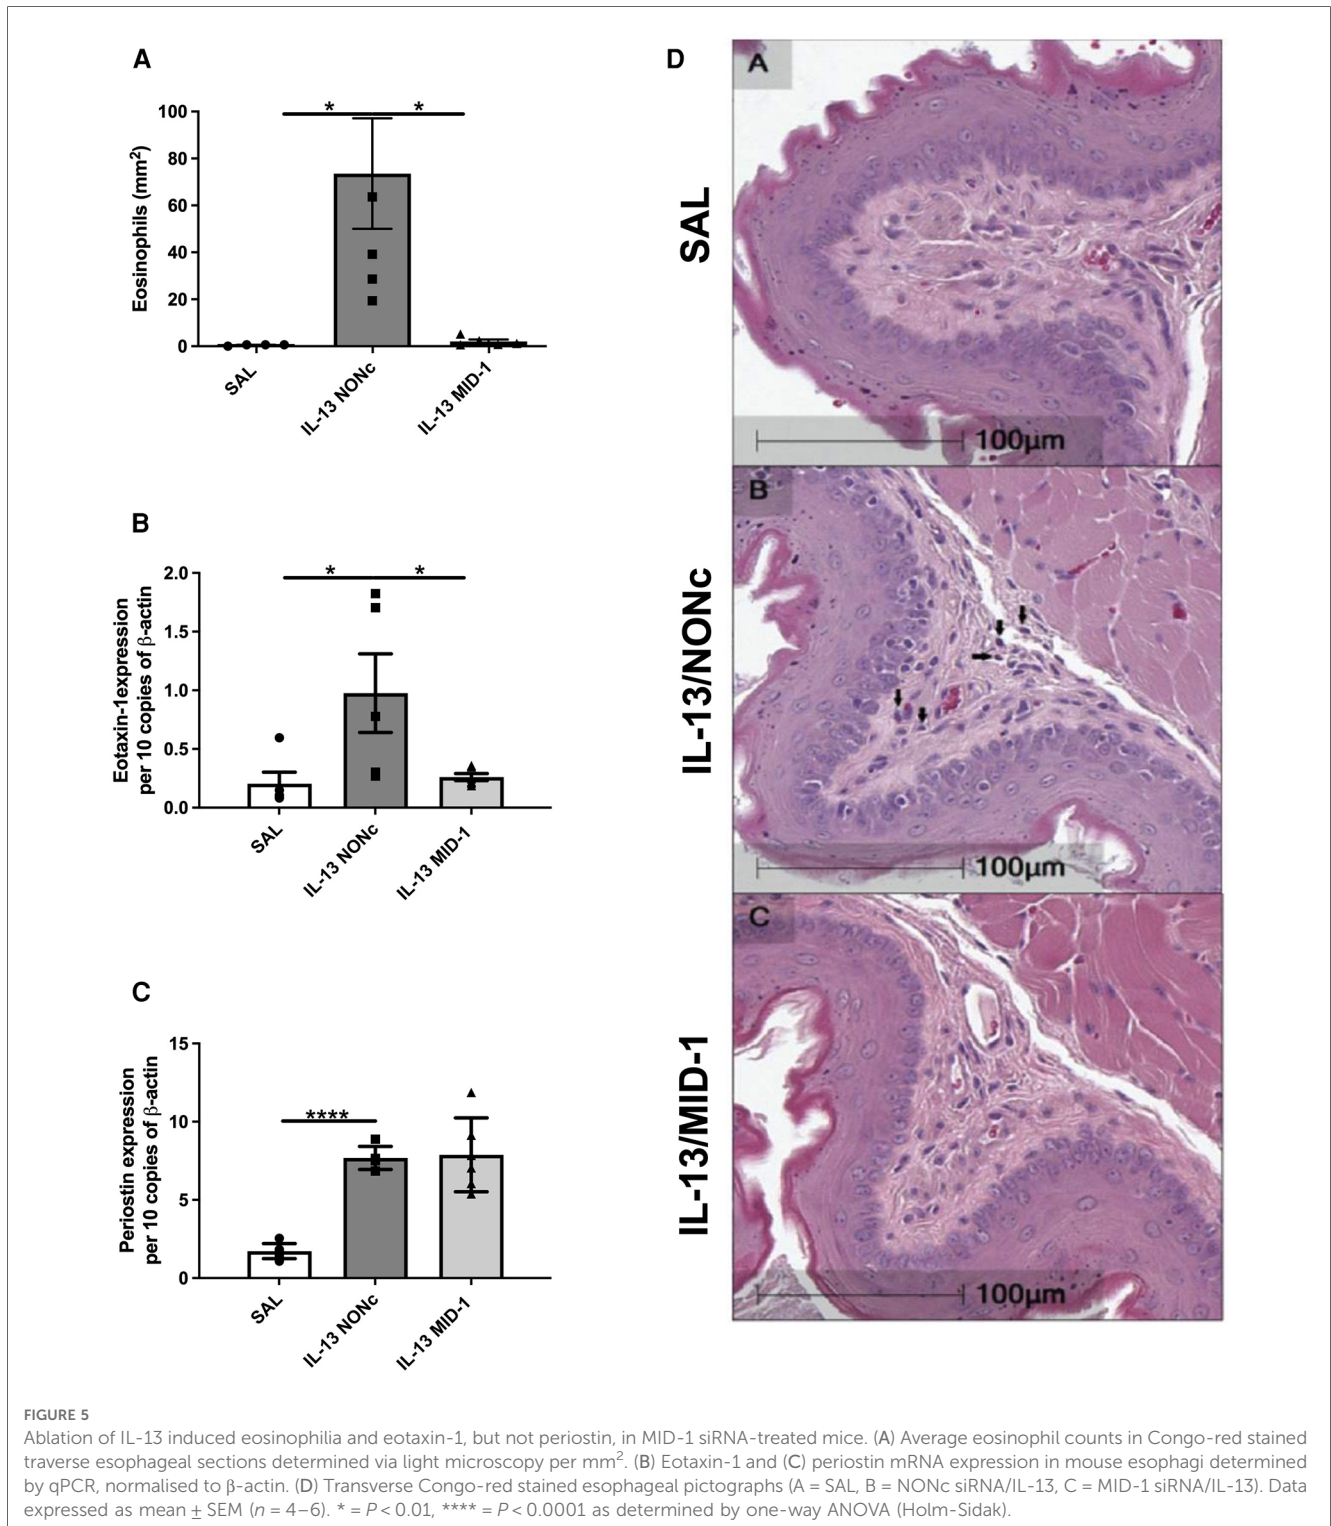 A
Eosinophils (mm²)
100
80
60
40
20
0
* *
SAL
IL-13 NONc
IL-13 MID-1
B
Eotaxin-1expression
per 10 copies of β-actin
2.0
1.5
1.0
0.5
0.0
* *
SAL
IL-13 NONc
IL-13 MID-1
C
Periostin expression
per 10 copies of β-actin
15
10
5
0
****
SAL
IL-13 NONc
IL-13 MID-1
D
SAL
A
100µm
IL-13/NONc
B
100µm
IL-13/MID-1
C
100µm
FIGURE 5
Ablation of IL-13 induced eosinophilia and eotaxin-1, but not periostin, in MID-1 siRNA-treated mice. (A) Average eosinophil counts in Congo-red stained
traverse esophageal sections determined via light microscopy per mm². (B) Eotaxin-1 and (C) periostin mRNA expression in mouse esophagi determined
by qPCR, normalised to β-actin. (D) Transverse Congo-red stained esophageal pictographs (A = SAL, B = NONc siRNA/IL-13, C = MID-1 siRNA/IL-13). Data
expressed as mean ± SEM (n = 4–6). * = P < 0.01, **** = P < 0.0001 as determined by one-way ANOVA (Holm-Sidak).